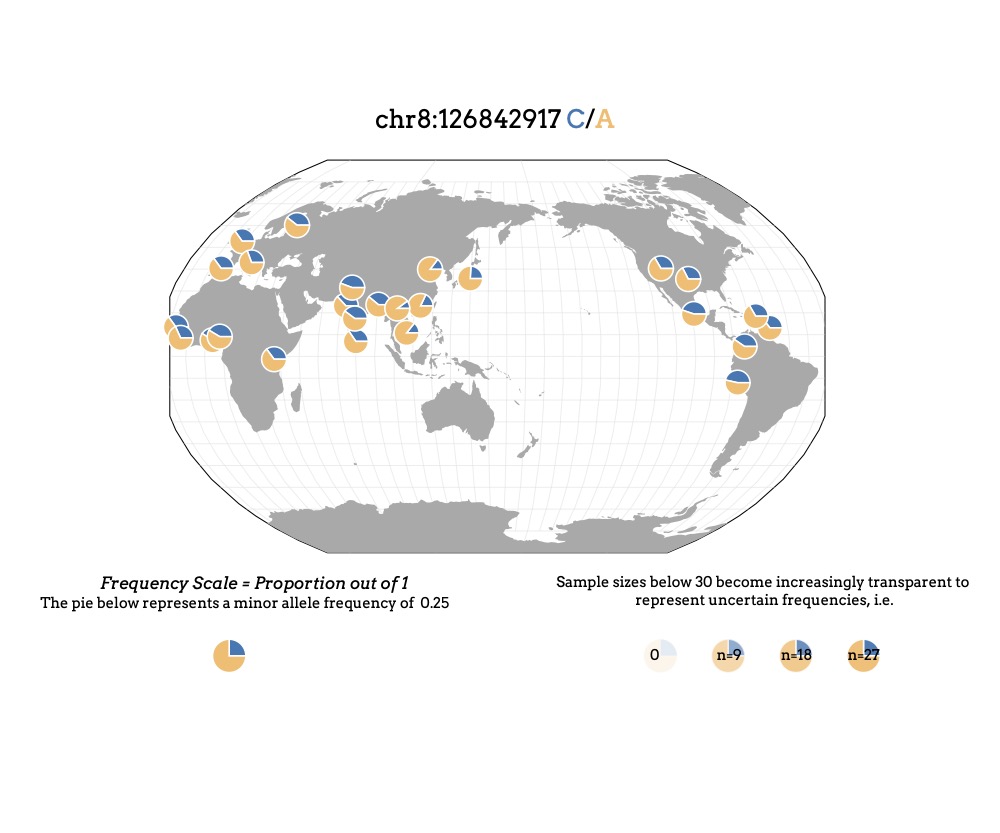 chr8:126842917 C/A
Frequency Scale = Proportion out of 1
The pie below represents a minor allele frequency of 0.25
Sample sizes below 30 become increasingly transparent to
represent uncertain frequencies, i.e.
0 n=9 n=18 n=27